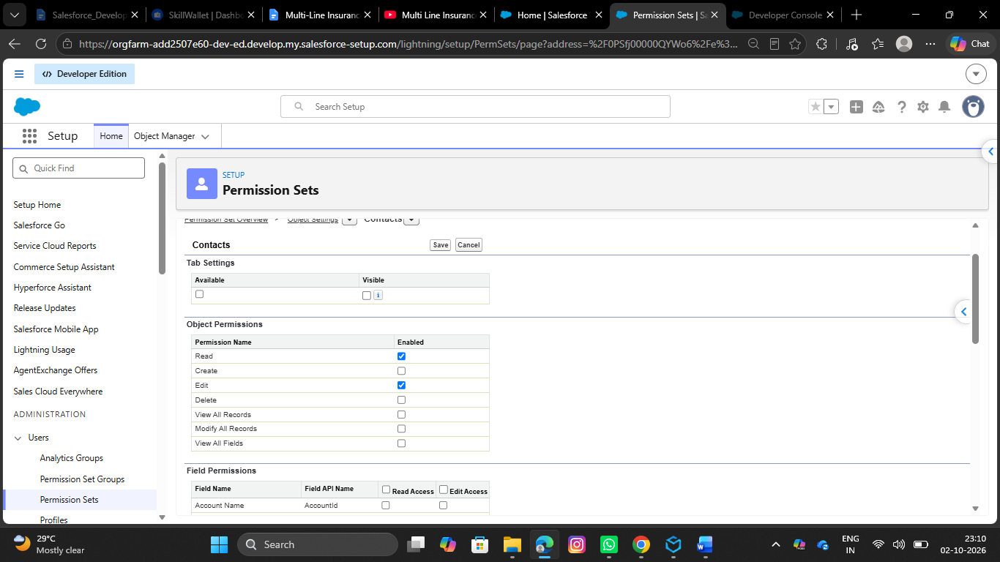 Salesforce_Develop
SkillWallet | Dashb
Multi-Line Insuranc
Multi Line Insuranc
Home | Salesforce
Permission Sets | Sa
Developer Console
https://orgfarm-add2507e60-dev-ed.develop.my.salesforce-setup.com/lightning/setup/PermSets/page?address=%2F0PSfj00000QYWo6%2Fe%3...
Chat
Developer Edition
Search Setup
Setup
Home
Object Manager
Quick Find
SETUP
Permission Sets
Setup Home
Salesforce Go
Service Cloud Reports
Commerce Setup Assistant
Hyperforce Assistant
Release Updates
Salesforce Mobile App
Lightning Usage
AgentExchange Offers
Sales Cloud Everywhere
ADMINISTRATION
Users
Analytics Groups
Permission Set Groups
Permission Sets
Profiles
Permission Set Overview > Object Settings Contacts
Contacts Save Cancel
Tab Settings
Available Visible
Object Permissions
Permission Name Enabled
Read
Create
Edit
Delete
View All Records
Modify All Records
View All Fields
Field Permissions
Field Name Field API Name Read Access Edit Access
Account Name AccountId
29°C
Mostly clear
Search
ENG
IN
23:10
02-10-2026